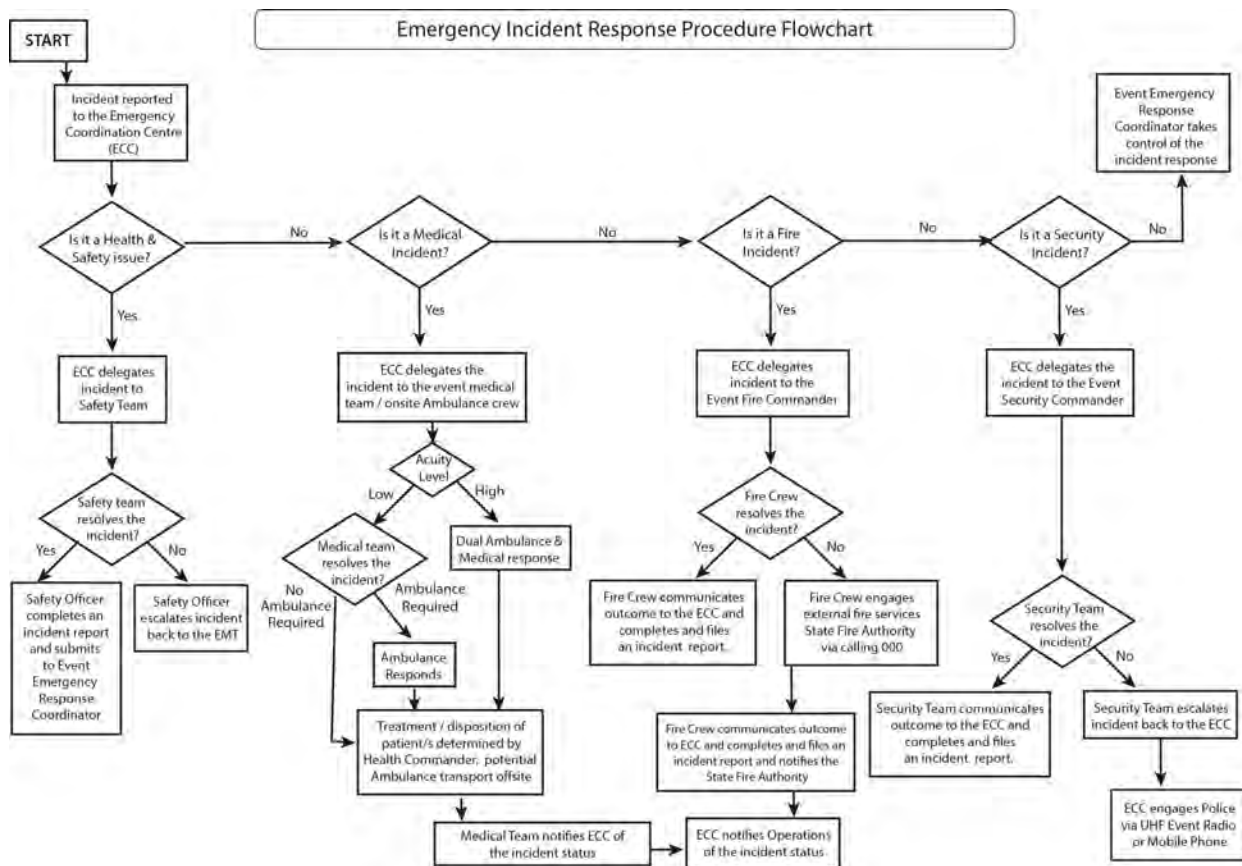 Emergency Incident Response Procedure Flowchart
START
Incident reported
to the Emergency
Coordination Centre
(ECC)
Event Emergency
Response
Coordinator takes
control of the
incident response
Is it a Health &
Safety issue?
No
Is it a Medical
Incident?
No
Is it a Fire
Incident?
No
Is it a Security
Incident?
No
Yes
Yes
Yes
Yes
ECC delegates
incident to
Safety Team
ECC delegates the
incident to the event medical
team / onsite Ambulance crew
ECC delegates
incident to the
Event Fire Commander
ECC delegates the
incident to the Event
Security Commander
Acuity
Level
Low
High
Safety team
resolves the
incident?
Yes
No
Safety Officer
completes an
incident report
and submits
to Event
Emergency
Response
Coordinator
Safety Officer
escalates incident
back to the EMT
Medical team
resolves the
incident?
Dual Ambulance &
Medical response
No
Ambulance
Required
Ambulance
Required
Ambulance
Responds
Treatment / disposition of
patient/s determined by
Health Commander, potential
Ambulance transport offsite
Medical Team notifies ECC of
the incident status
Fire Crew
resolves the
incident?
Yes
No
Fire Crew communicates
outcome to the ECC and
completes and files
an incident report.
Fire Crew engages
external fire services
State Fire Authority
via calling 000
Fire Crew communicates outcome
to ECC and completes and files an
incident report and notifies the
State Fire Authority
ECC notifies Operations
of the incident status
Security Team
resolves the
incident?
Yes
No
Security Team communicates
outcome to the ECC and
completes and files
an incident report.
Security Team escalates
incident back to the ECC
ECC engages Police
via UHF Event Radio
or Mobile Phone